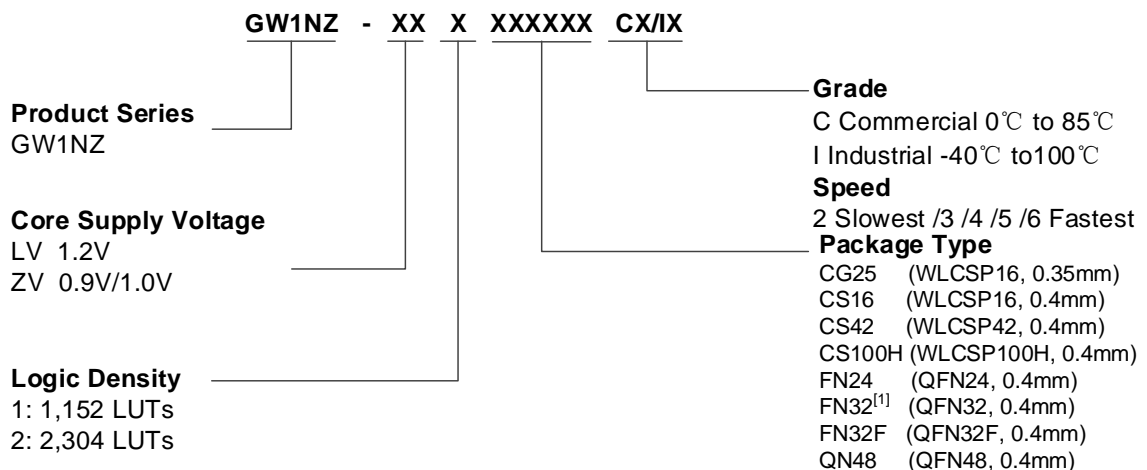 GW1NZ - XX X XXXXXX CX/IX
Product Series
GW1NZ
Core Supply Voltage
LV 1.2V
ZV 0.9V/1.0V
Logic Density
1: 1,152 LUTs
2: 2,304 LUTs
Grade
C Commercial 0℃ to 85℃
I Industrial -40℃ to100℃
Speed
2 Slowest /3 /4 /5 /6 Fastest
Package Type
CG25 (WLCSP16, 0.35mm)
CS16 (WLCSP16, 0.4mm)
CS42 (WLCSP42, 0.4mm)
CS100H (WLCSP100H, 0.4mm)
FN24 (QFN24, 0.4mm)
FN32[1] (QFN32, 0.4mm)
FN32F (QFN32F, 0.4mm)
QN48 (QFN48, 0.4mm)